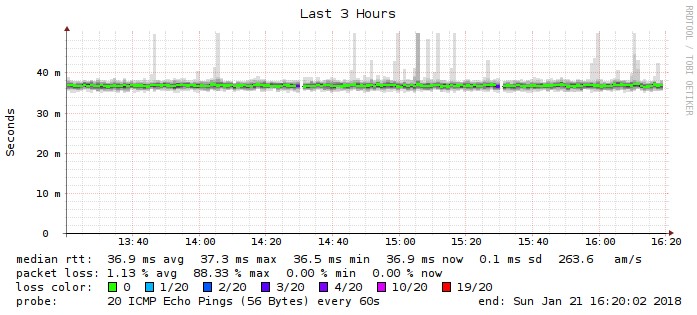 Last 3 Hours
RRDTOOL / TOBI OETIKER
Seconds
40 m
30 m
20 m
10 m
0
13:40 14:00 14:20 14:40 15:00 15:20 15:40 16:00 16:20
median rtt: 36.9 ms avg 37.3 ms max 36.5 ms min 36.9 ms now 0.1 ms sd 263.6 am/s
packet loss: 1.13 % avg 88.33 % max 0.00 % min 0.00 % now
loss color: 0 1/20 2/20 3/20 4/20 10/20 19/20
probe: 20 ICMP Echo Pings (56 Bytes) every 60s end: Sun Jan 21 16:20:02 2018